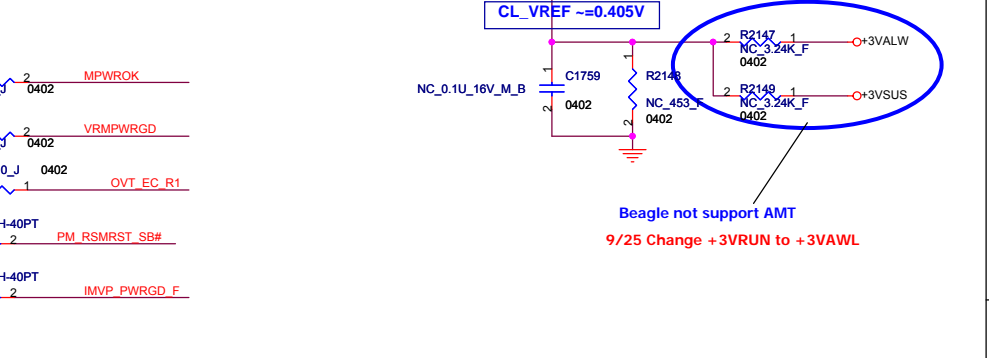 CL_VREF ~=0.405V
2 R2147 1
+3VALW
NC_3.24K_F
0402
2 MPWROK
J 0402
1 C1759
NC_0.1U_16V_M_B
2 0402
1 R2148
NC_453_F
2 0402
2 R2149 1
+3VSUS
NC_3.24K_F
0402
2 VRMPWRGD
J 0402
0_J 0402
1 OVT_EC_R1
H-40PT
2 PM_RSMRST_SB#
Beagle not support AMT
9/25 Change +3VRUN to +3VAWL
H-40PT
2 IMVP_PWRGD_F